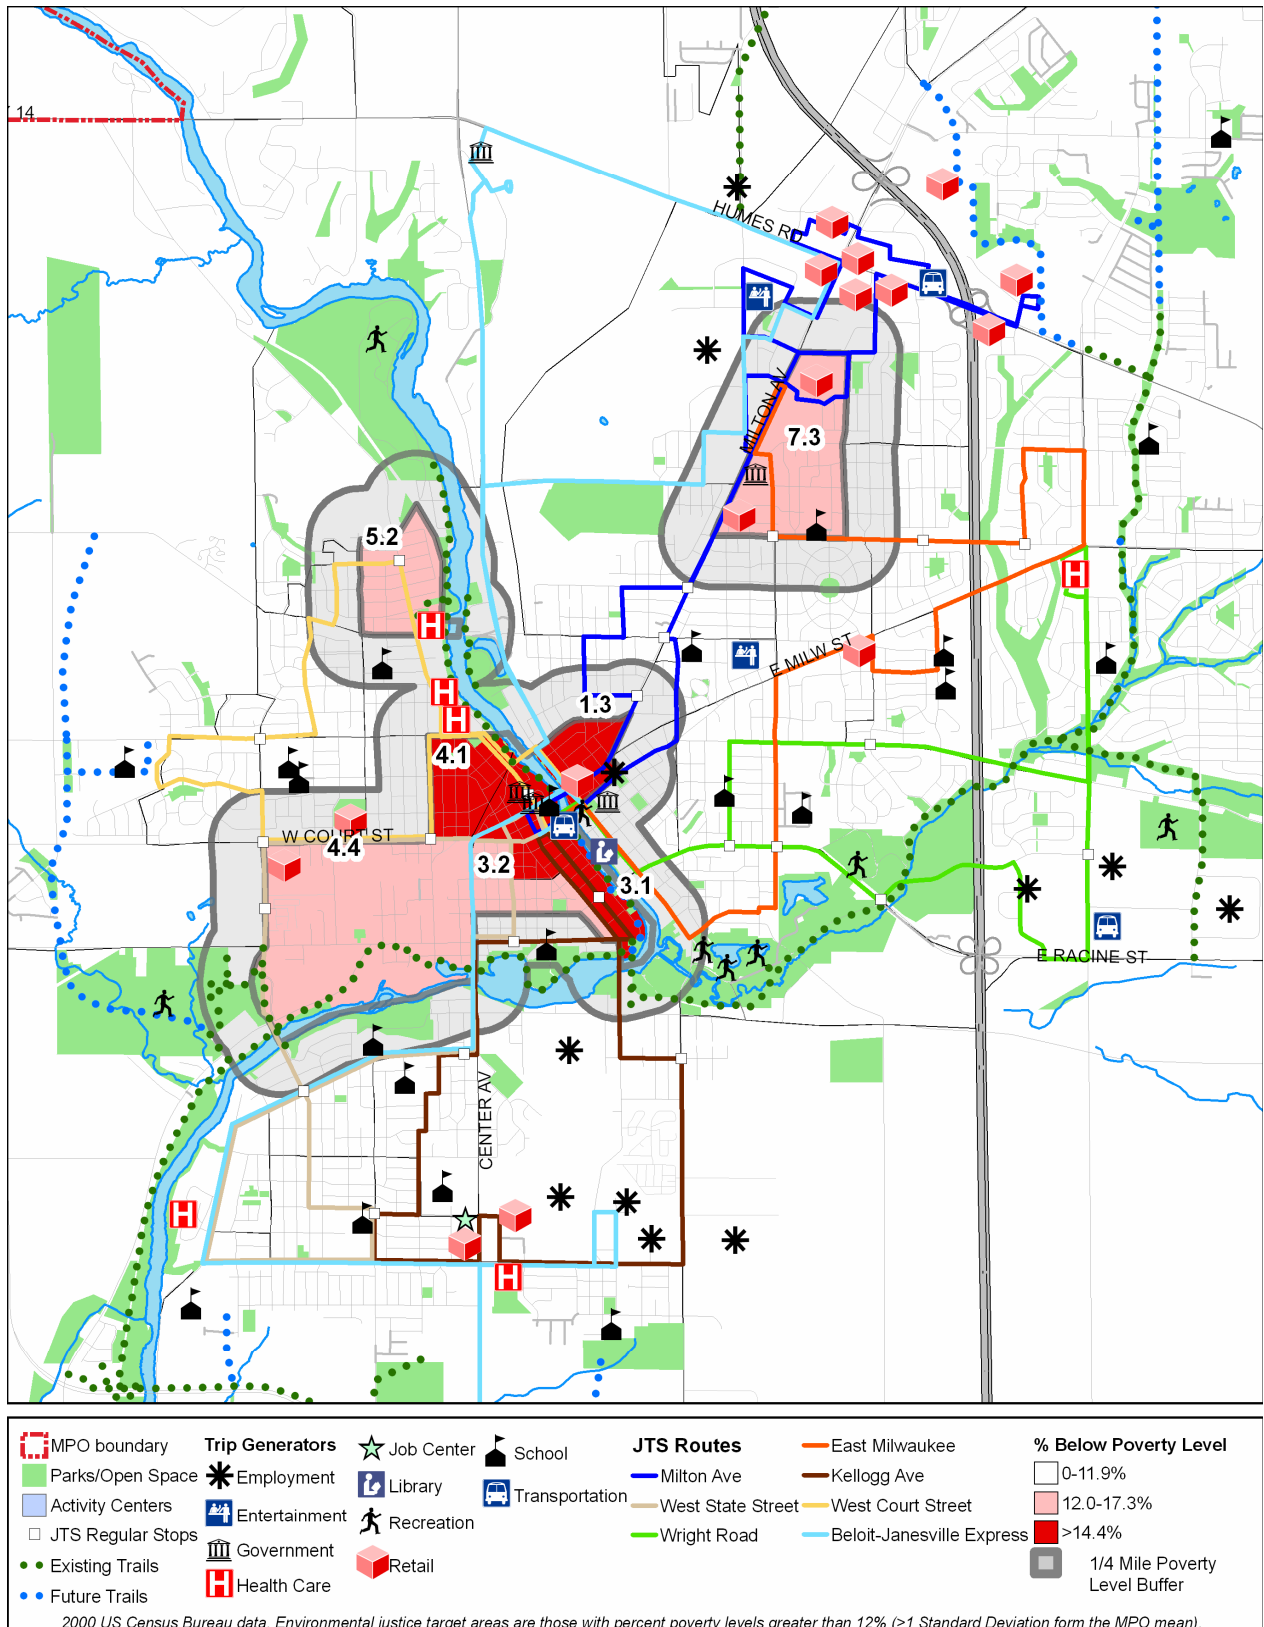 14
HUMES RD
MILTON AV
7.3
5.2
E MILW ST
1.3
4.1
W COURT ST
4.4
3.2
3.1
E RACINE ST
CENTER AV
MPO boundary
Parks/Open Space
Activity Centers
JTS Regular Stops
Existing Trails
Future Trails
Trip Generators
Employment
Entertainment
Government
Health Care
Job Center
Library
Recreation
Retail
School
Transportation
JTS Routes
Milton Ave
West State Street
Wright Road
East Milwaukee
Kellogg Ave
West Court Street
Beloit-Janesville Express
% Below Poverty Level
0-11.9%
12.0-17.3%
>14.4%
1/4 Mile Poverty
Level Buffer
2000 US Census Bureau data. Environmental justice target areas are those with percent poverty levels greater than 12% (>1 Standard Deviation form the MPO mean).